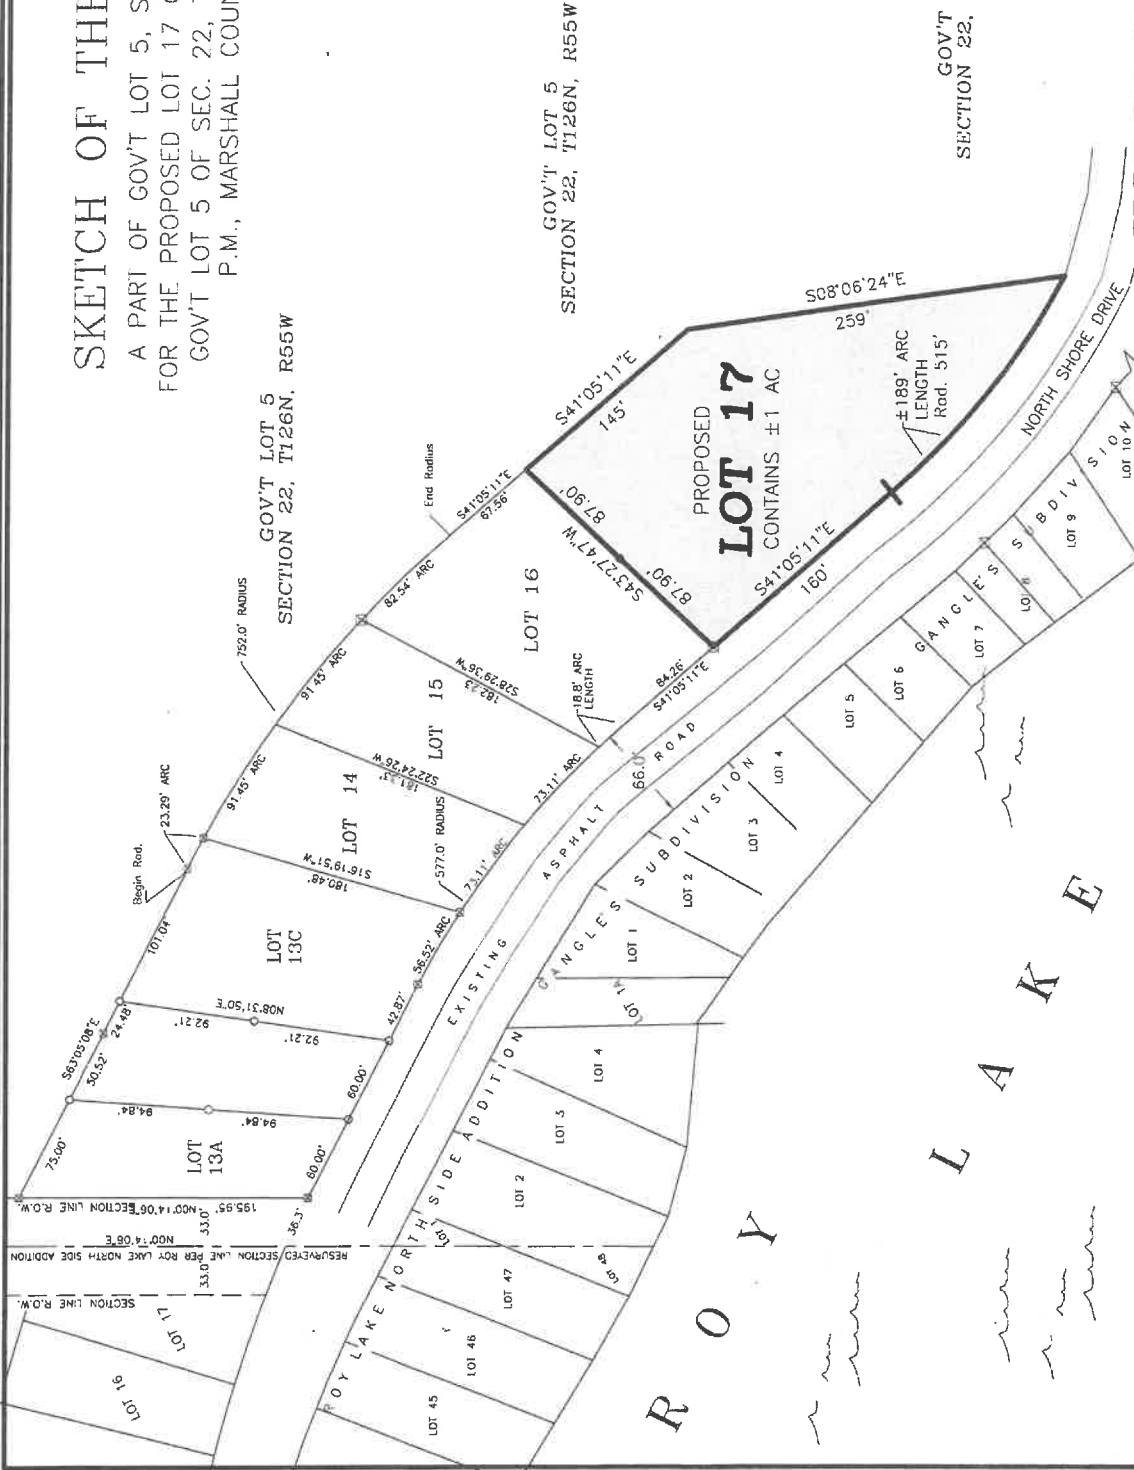 SKETCH OF THE
A PART OF GOV'T LOT 5, S
FOR THE PROPOSED LOT 17
GOV'T LOT 5 OF SEC. 22,
P.M., MARSHALL COUN
GOV'T LOT 5
SECTION 22, T126N, R55W
GOV'T LOT 5
SECTION 22, T126N, R55W
GOV'T
SECTION 22,
752.0' RADIUS
End Radius
Begin Rad.
23.29' ARC
101.04'
91.45' ARC
91.45' ARC
82.54' ARC
S41°05'11"E
67.56'
S41°05'11"E
145'
S08°06'24"E
259'
PROPOSED
LOT 17
CONTAINS ±1 AC
87.90'
S43°27'47"W
87.90'
S41°05'11"E
160'
±189' ARC
LENGTH
Rad. 515'
NORTH SHORE DRIVE
LOT 16
S28°29'36"W
182.23
18.8' ARC
LENGTH
84.26'
S41°05'11"E
LOT 15
S22°24'26"W
181.33'
73.11' ARC
LOT 14
577.0' RADIUS
73.11' ARC
S16°19'51"W
180.48'
LOT
13C
56.52' ARC
42.87'
N08°31'50"E
92.21'
92.21'
S63°05'08"E
24.48'
50.52'
75.00'
94.84'
94.84'
LOT
13A
60.00'
60.00'
36.3'
195.95'
N00°14'06"E
SECTION LINE R.O.W.
33.0'
N00°14'06"E
RESURVEYED SECTION LINE PER ROY LAKE NORTH SIDE ADDITION
33.0'
SECTION LINE R.O.W.
LOT 17
LOT 16
EXISTING ASPHALT ROAD
66.0'
ROY LAKE NORTH SIDE ADDITION
LOT 45
LOT 46
LOT 47
LOT 48
LOT
LOT 2
LOT 3
LOT 4
GANGLE'S SUBDIVISION
LOT 1A
LOT 1
LOT 2
LOT 3
LOT 4
LOT 5
LOT 6
GANGLE'S SUBDIVISION
LOT 7
LOT 8
LOT 9
LOT 10
ROY LAKE